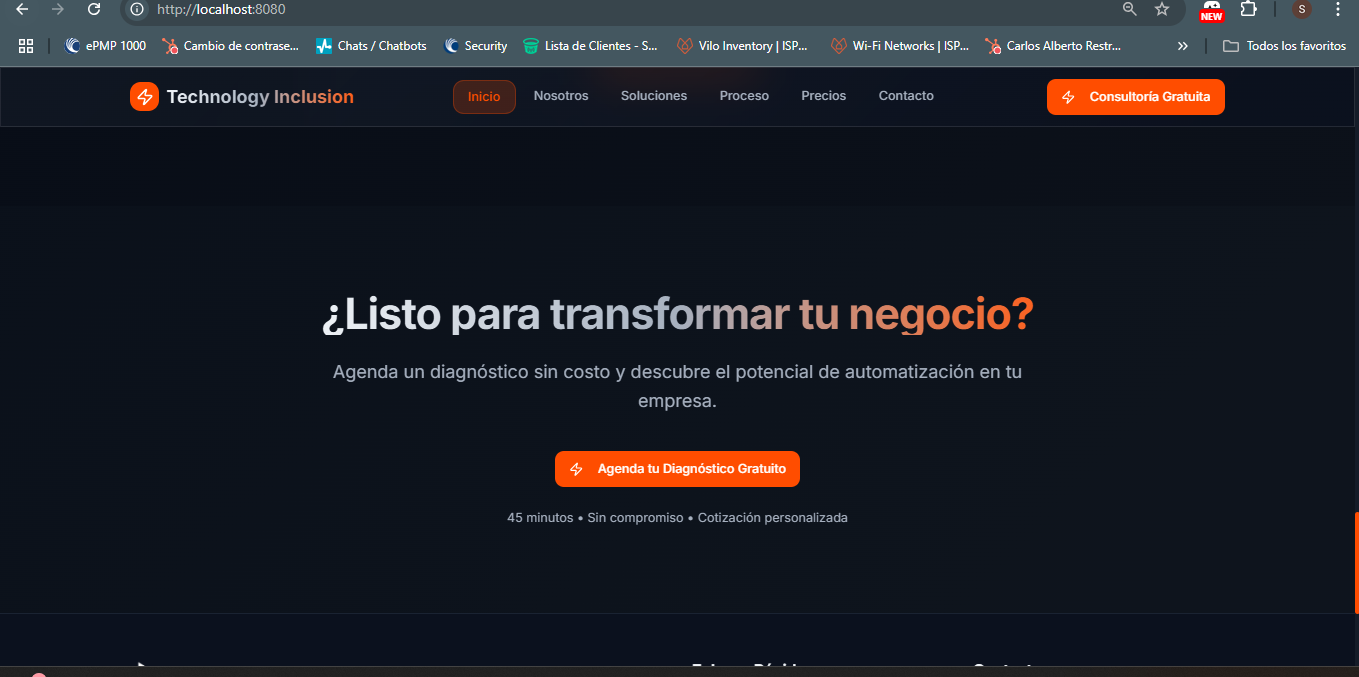 http://localhost:8080
NEW
S
ePMP 1000
Cambio de contrase...
Chats / Chatbots
Security
Lista de Clientes - S...
Vilo Inventory | ISP...
Wi-Fi Networks | ISP...
Carlos Alberto Restr...
»
Todos los favoritos
Technology Inclusion
Inicio
Nosotros
Soluciones
Proceso
Precios
Contacto
Consultoría Gratuita
¿Listo para transformar tu negocio?
Agenda un diagnóstico sin costo y descubre el potencial de automatización en tu
empresa.
Agenda tu Diagnóstico Gratuito
45 minutos • Sin compromiso • Cotización personalizada